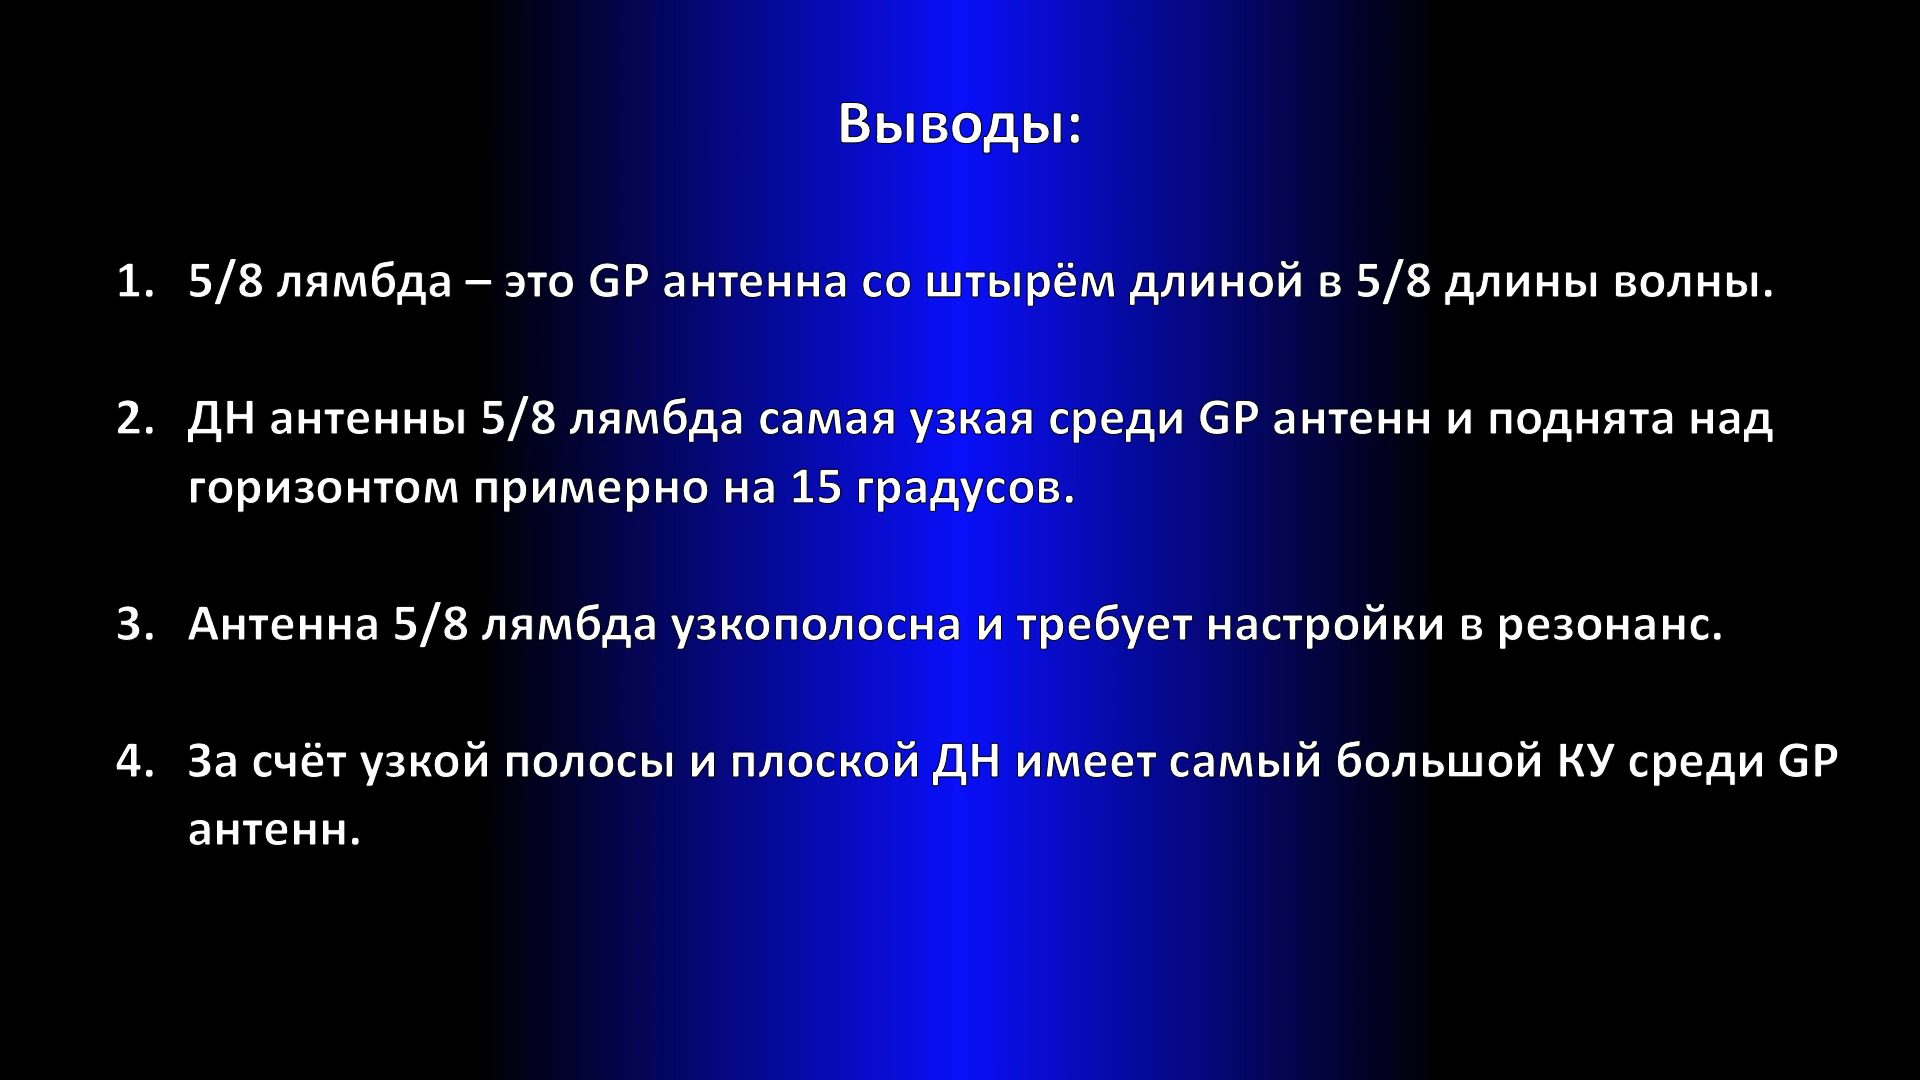 Выводы:
1. 5/8 лямбда – это GP антенна со штырём длиной в 5/8 длины волны.
2. ДН антенны 5/8 лямбда самая узкая среди GP антенн и поднята над
горизонтом примерно на 15 градусов.
3. Антенна 5/8 лямбда узкополосна и требует настройки в резонанс.
4. За счёт узкой полосы и плоской ДН имеет самый большой КУ среди GP
антенн.